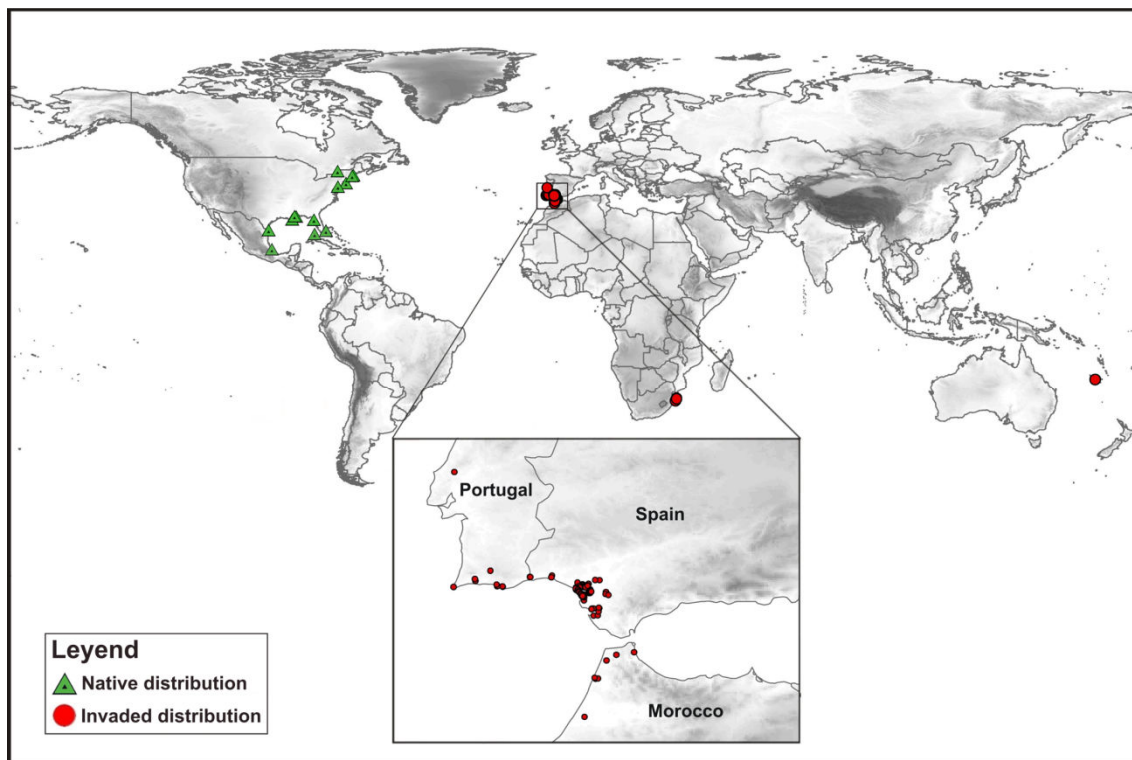 Portugal
Spain
Morocco
Leyend
Native distribution
Invaded distribution